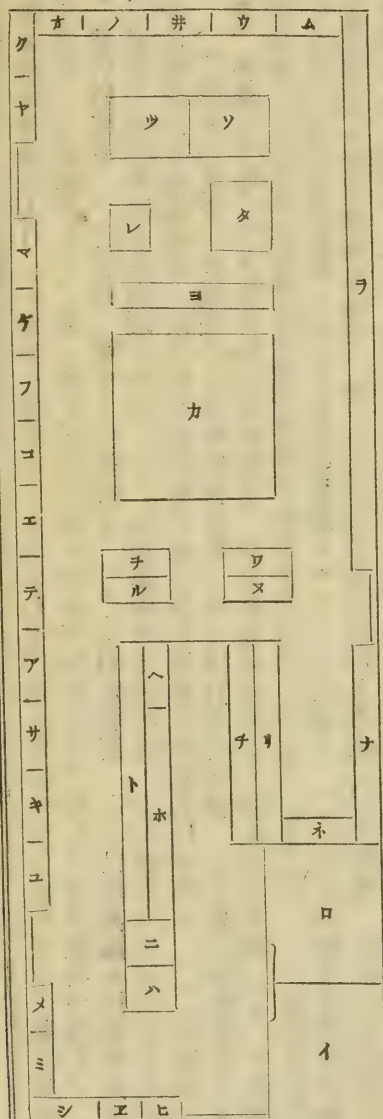 オ ノ 井 ウ ム
ク
ヤ
ツ ソ
レ タ
マ
ヨ
ヲ
ケ
フ
カ
コ
エ
チ ワ
テ
ル ヌ
ア
ヘ
サ
ト
チ リ
ナ
ホ
キ
ネ
ユ
ロ
ニ
ハ
メ
ミ
イ
シ ヱ ヒ